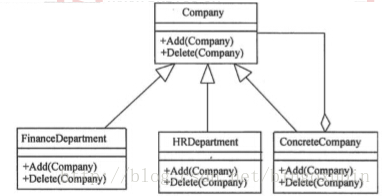 Company
+Add(Company)
+Delete(Company)
FinanceDepartment
HRDepartment
ConcreteCompany
+Add(Company)
+Delete(Company)
+Add(Company)
+Delete(Company)
+Add(Company)
+Delete(Company)